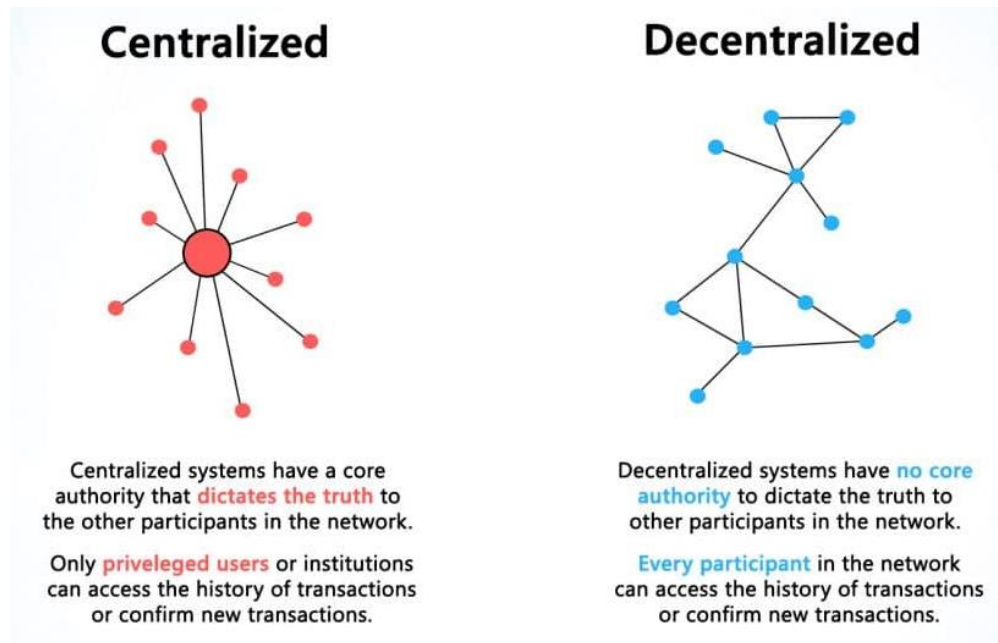 Centralized
Centralized systems have a core
authority that dictates the truth to
the other participants in the network.
Only priveleged users or institutions
can access the history of transactions
or confirm new transactions.
Decentralized
Decentralized systems have no core
authority to dictate the truth to
other participants in the network.
Every participant in the network
can access the history of transactions
or confirm new transactions.